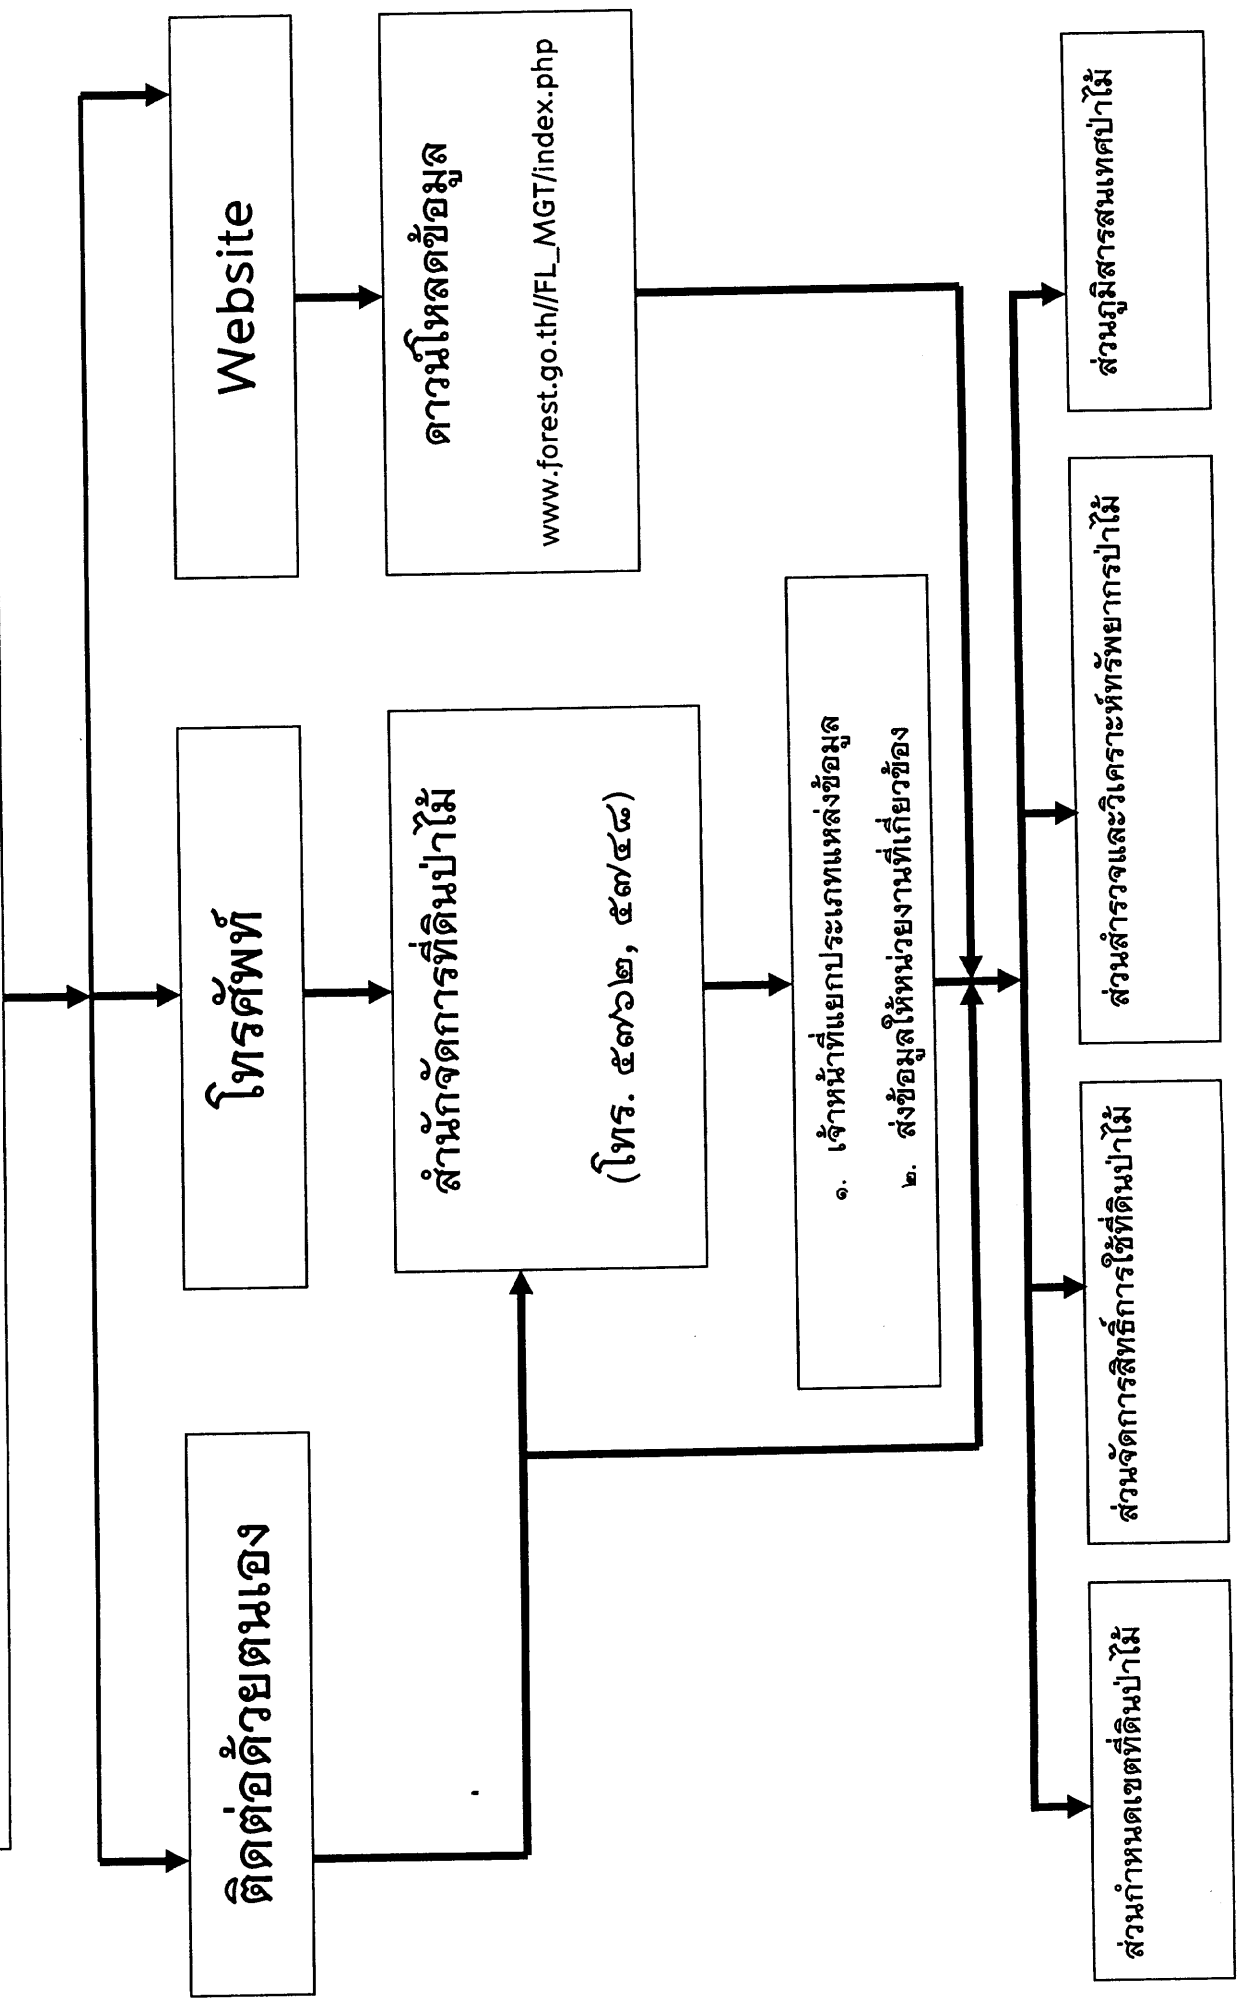 ติดต่อด้วยตนเอง
โทรศัพท์
Website
สำนักจัดการที่ดินป่าไม้
(โทร. ๕๗๖๒, ๕๗๔๘)
ดาวน์โหลดข้อมูล
www.forest.go.th//FL_MGT/index.php
๑. เจ้าหน้าที่แยกประเภทแหล่งข้อมูล
๒. ส่งข้อมูลให้หน่วยงานที่เกี่ยวข้อง
ส่วนกำหนดเขตที่ดินป่าไม้
ส่วนจัดการสิทธิ์การใช้ที่ดินป่าไม้
ส่วนสำรวจและวิเคราะห์ทรัพยากรป่าไม้
ส่วนภูมิสารสนเทศป่าไม้